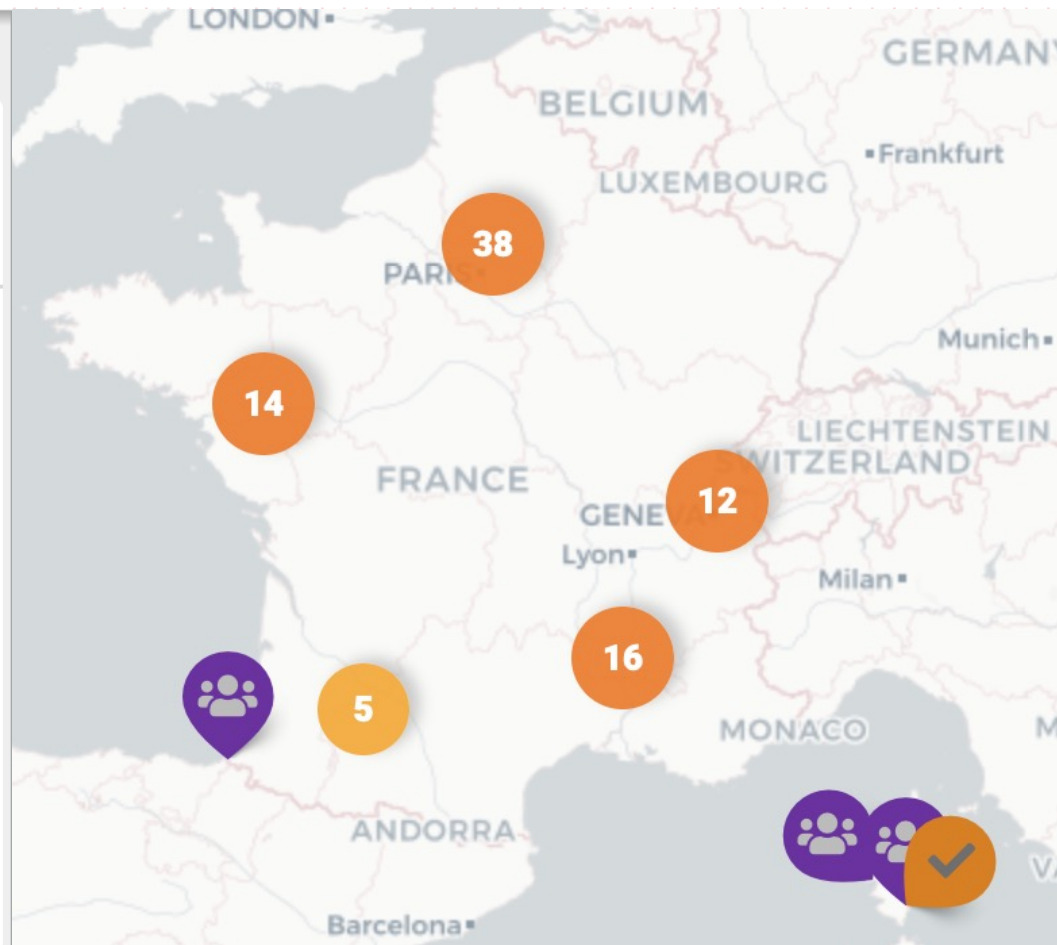 LONDON
GERMANY
BELGIUM
Frankfurt
LUXEMBOURG
38
PARIS
Munich
14
LIECHTENSTEIN
SWITZERLAND
FRANCE
12
GENEVA
Lyon
Milan
16
5
MONACO
ANDORRA
Barcelona